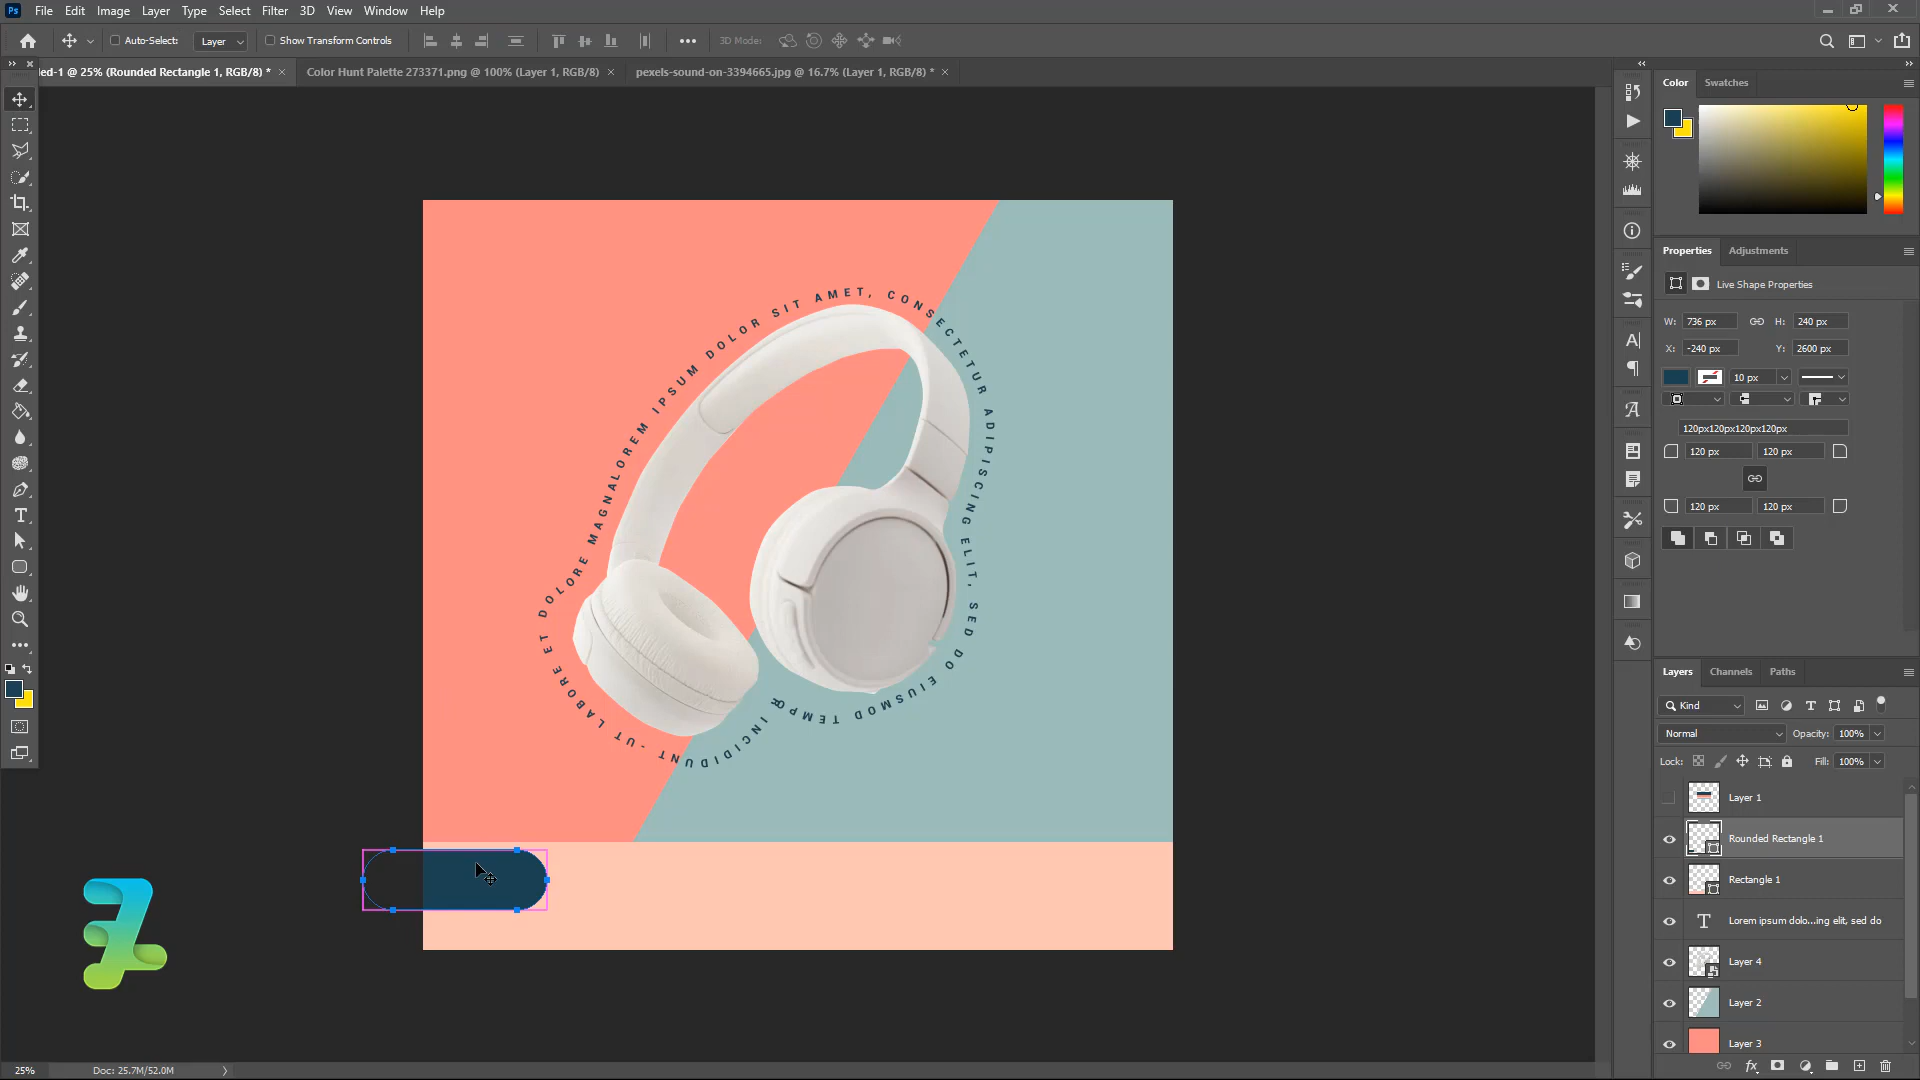 Ps File Edit Image Layer Type Select Filter 3D View Window Help
Auto-Select: Layer Show Transform Controls 3D Mode:
led-1 @ 25% (Rounded Rectangle 1, RGB/8) * Color Hunt Palette 273371.png @ 100% (Layer 1, RGB/8) pexels-sound-on-3394665.jpg @ 16.7% (Layer 1, RGB/8) *
Color Swatches
Properties Adjustments
Live Shape Properties
W: 736 px H: 240 px
X: -240 px Y: 2600 px
10 px
120px120px120px120px
120 px 120 px
120 px 120 px
LOREM IPSUM DOLOR SIT AMET, CONSECTETUR ADIPISCING ELIT, SED DO EIUSMOD TEMPOR INCIDIDUNT - UT LABORE ET DOLORE MAGNA
Layers Channels Paths
Kind
Normal Opacity: 100%
Lock: Fill: 100%
Layer 1
Rounded Rectangle 1
Rectangle 1
Lorem ipsum dolo...ing elit, sed do
Layer 4
Layer 2
Layer 3
25% Doc: 25.7M/52.0M